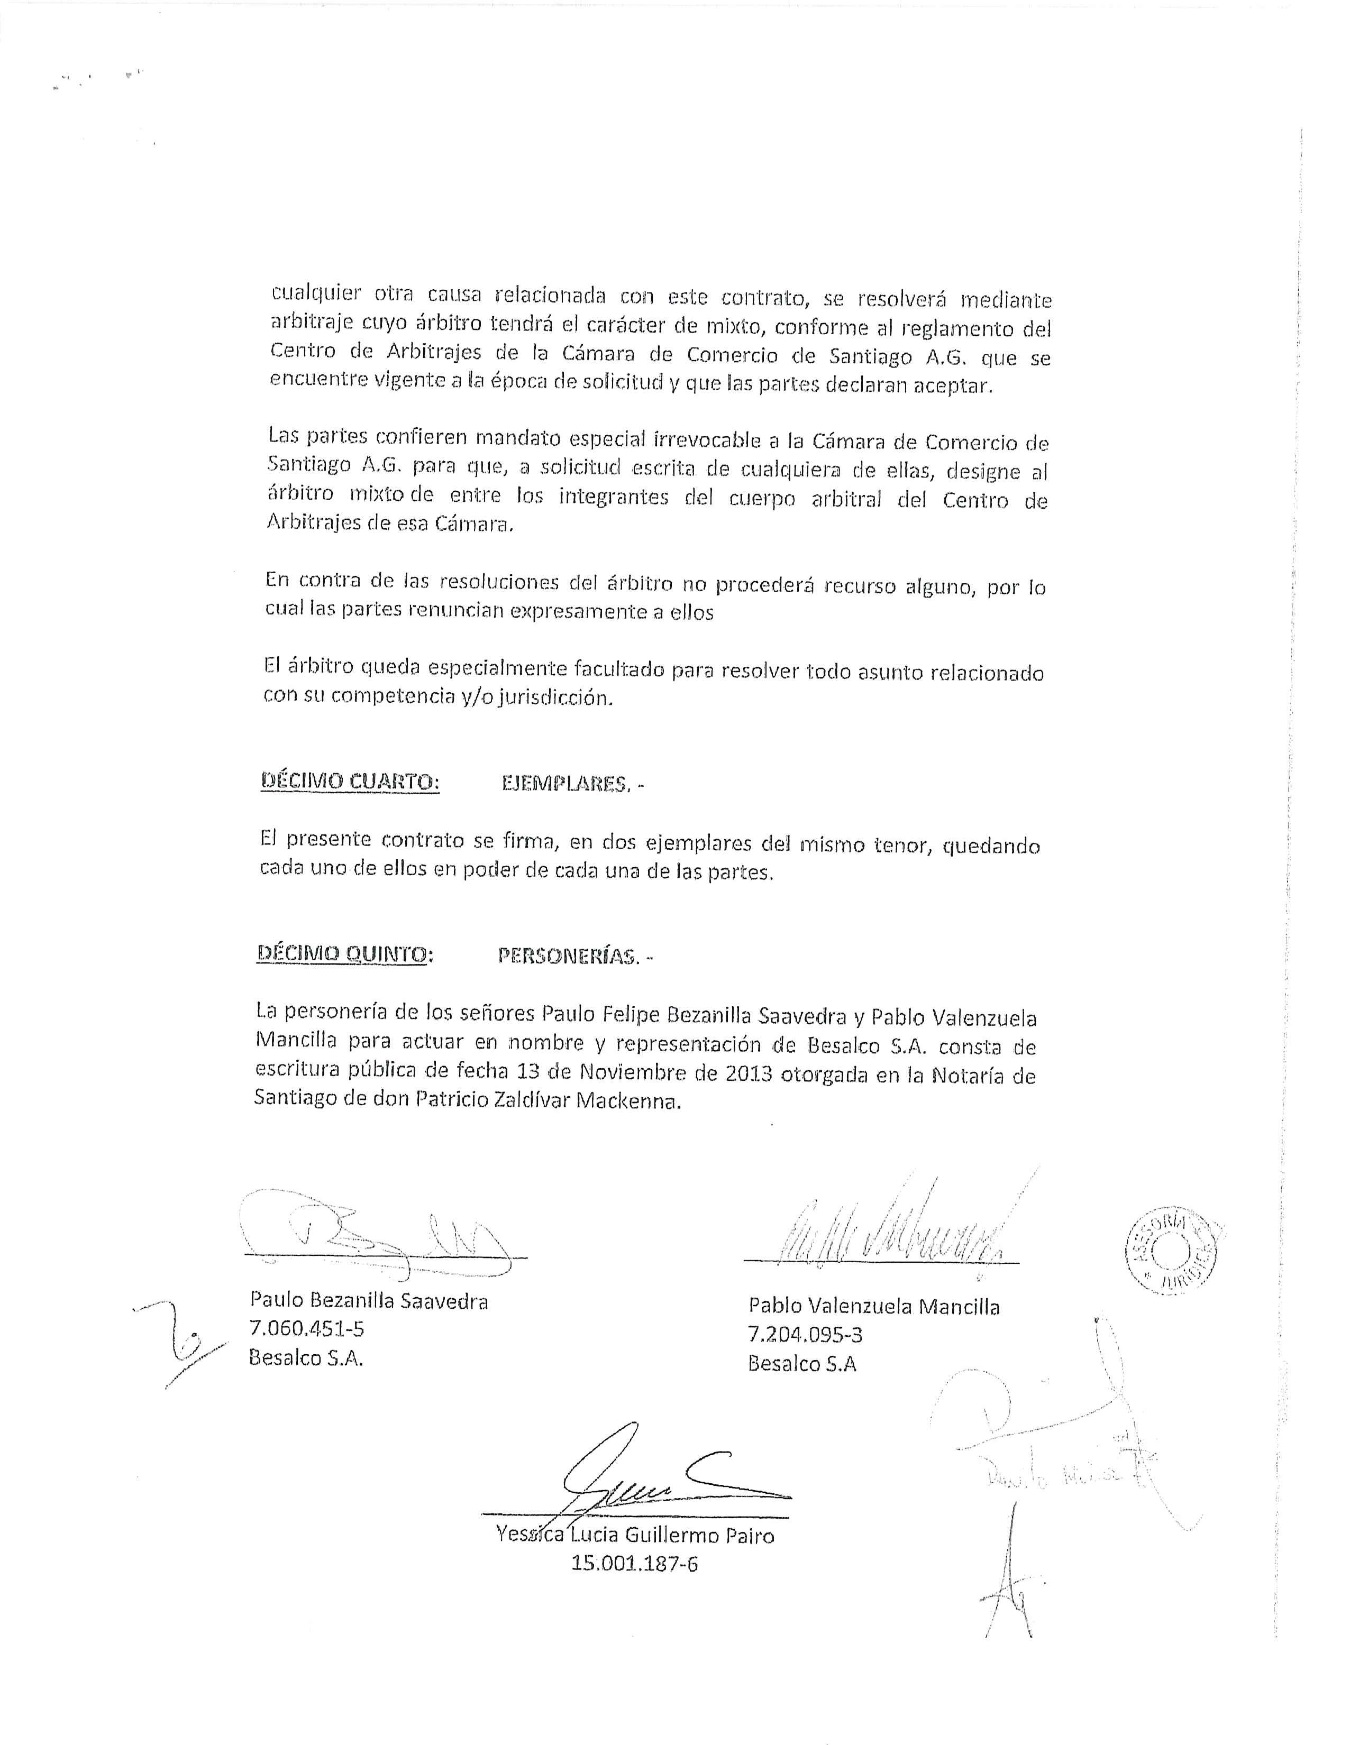 cualquier otra causa relacionada con este contrato, se resolverá mediante
arbitraje cuyo árbitro tendrá el carácter de mixto, conforme al reglamento del
Centro de Arbitrajes de la Cámara de Comercio de Santiago A.G. que se
encuentre vigente a la época de solicitud y que las partes declaran aceptar.
Las partes confieren mandato especial irrevocable a la Cámara de Comercio de
Santiago A.G. para que, a solicitud escrita de cualquiera de ellas, designe al
árbitro mixto de entre los integrantes del cuerpo arbitral del Centro de
Arbitrajes de esa Cámara.
En contra de las resoluciones del árbitro no procederá recurso alguno, por lo
cual las partes renuncian expresamente a ellos
El árbitro queda especialmente facultado para resolver todo asunto relacionado
con su competencia y/o jurisdicción.
DÉCIMO CUARTO: EJEMPLARES. -
El presente contrato se firma, en dos ejemplares del mismo tenor, quedando
cada uno de ellos en poder de cada una de las partes.
DÉCIMO QUINTO: PERSONERÍAS. -
La personería de los señores Paulo Felipe Bezanilla Saavedra y Pablo Valenzuela
Mancilla para actuar en nombre y representación de Besalco S.A. consta de
escritura pública de fecha 13 de Noviembre de 2013 otorgada en la Notaría de
Santiago de don Patricio Zaldívar Mackenna.
ASESORÍA
Paulo Bezanilla Saavedra
7.060.451-5
Besalco S.A.
Pablo Valenzuela Mancilla
7.204.095-3
Besalco S.A
Yessica Lucia Guillermo Pairo
15.001.187-6